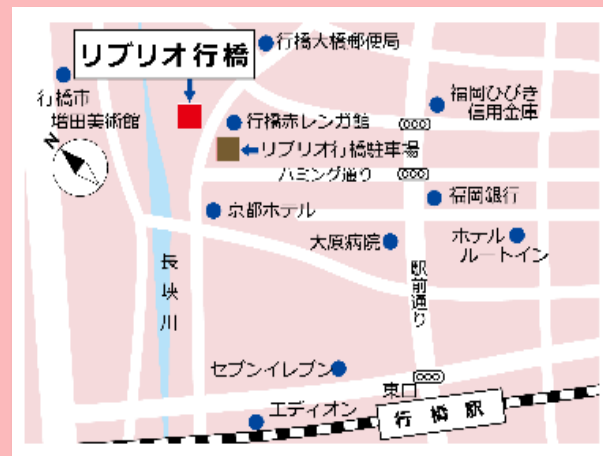 リブリオ行橋
行橋大橋郵便局
行橋市
増田美術館
福岡ひびき
信用金庫
行橋赤レンガ館
リブリオ行橋駐車場
N
ハミング通り
福岡銀行
京都ホテル
大原病院
ホテル
ルートイン
長峡川
駅前通り
セブンイレブン
東口
エディオン
行橋駅